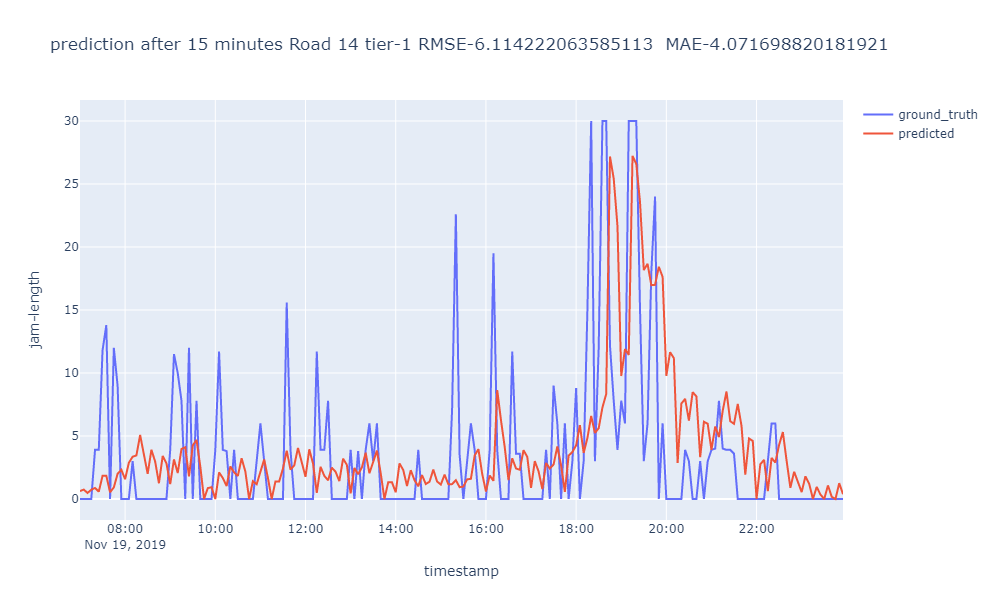 prediction after 15 minutes Road 14 tier-1 RMSE-6.114222063585113  MAE-4.071698820181921
ground_truth
predicted
30
25
20
15
10
5
0
jam-length
08:00 10:00 12:00 14:00 16:00 18:00 20:00 22:00
Nov 19, 2019
timestamp